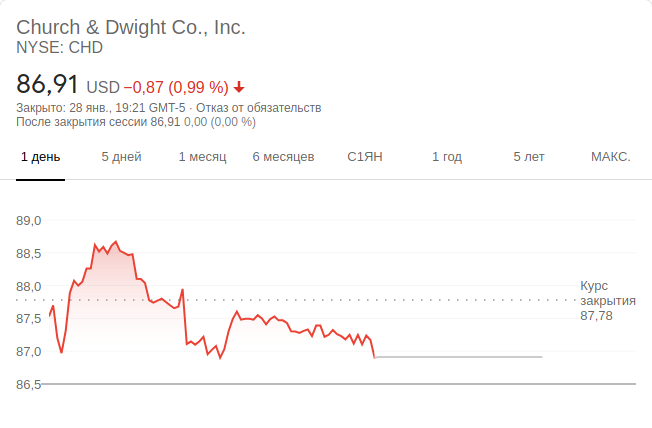 Church & Dwight Co., Inc.
NYSE: CHD
86,91 USD −0,87 (0,99 %)
Закрыто: 28 янв., 19:21 GMT-5 · Отказ от обязательств
После закрытия сессии 86,91 0,00 (0,00 %)
1 день 5 дней 1 месяц 6 месяцев С1ЯН 1 год 5 лет МАКС.
89,0
88,5
88,0
87,5
87,0
86,5
Курс
закрытия
87,78